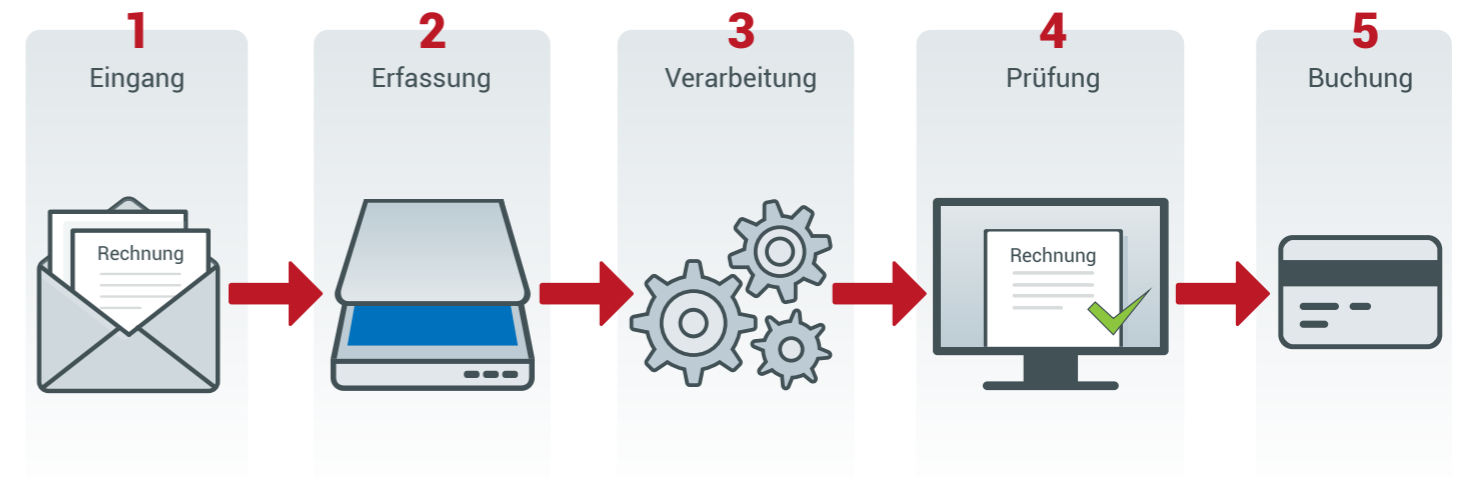 1
Eingang
Rechnung
2
Erfassung
3
Verarbeitung
4
Prüfung
Rechnung
5
Buchung